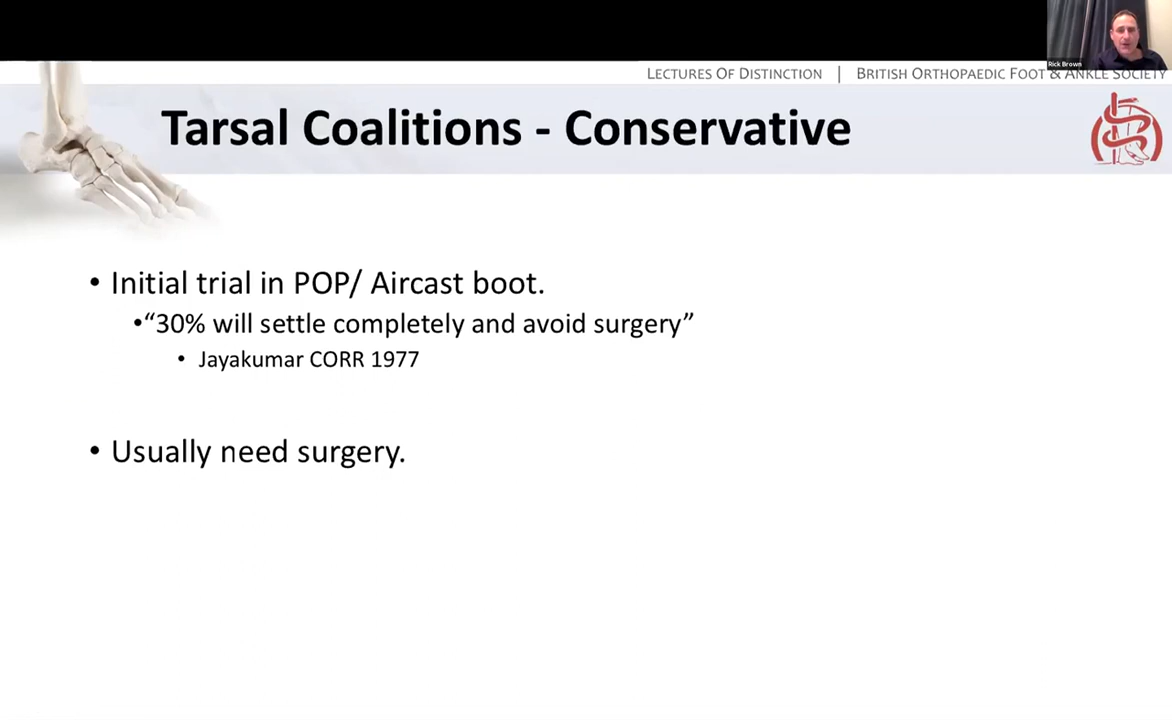 Rick Brown
LECTURES OF DISTINCTION | BRITISH ORTHOPAEDIC FOOT & ANKLE SOCIETY
Tarsal Coalitions - Conservative
• Initial trial in POP/ Aircast boot.
•“30% will settle completely and avoid surgery”
• Jayakumar CORR 1977
• Usually need surgery.